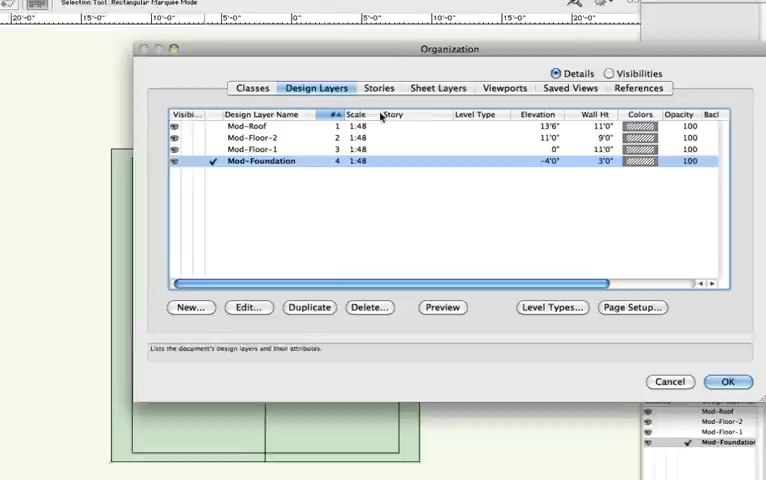 Selection Tool: Rectangular Marquee Mode
20'-0" 15'-0" 10'-0" 5'-0" 0" 5'-0" 10'-0" 15'-0" 20'-0"
Organization
Details Visibilities
Classes Design Layers Stories Sheet Layers Viewports Saved Views References
Visibi... Design Layer Name # Scale Story Level Type Elevation Wall Ht Colors Opacity Bacl
Mod-Roof 1 1:48 13'6" 11'0" 100
Mod-Floor-2 2 1:48 11'0" 9'0" 100
Mod-Floor-1 3 1:48 0" 11'0" 100
Mod-Foundation 4 1:48 -4'0" 3'0" 100
New... Edit... Duplicate Delete... Preview Level Types... Page Setup...
Lists the document's design layers and their attributes.
Cancel OK
Mod-Roof
Mod-Floor-2
Mod-Floor-1
Mod-Foundation